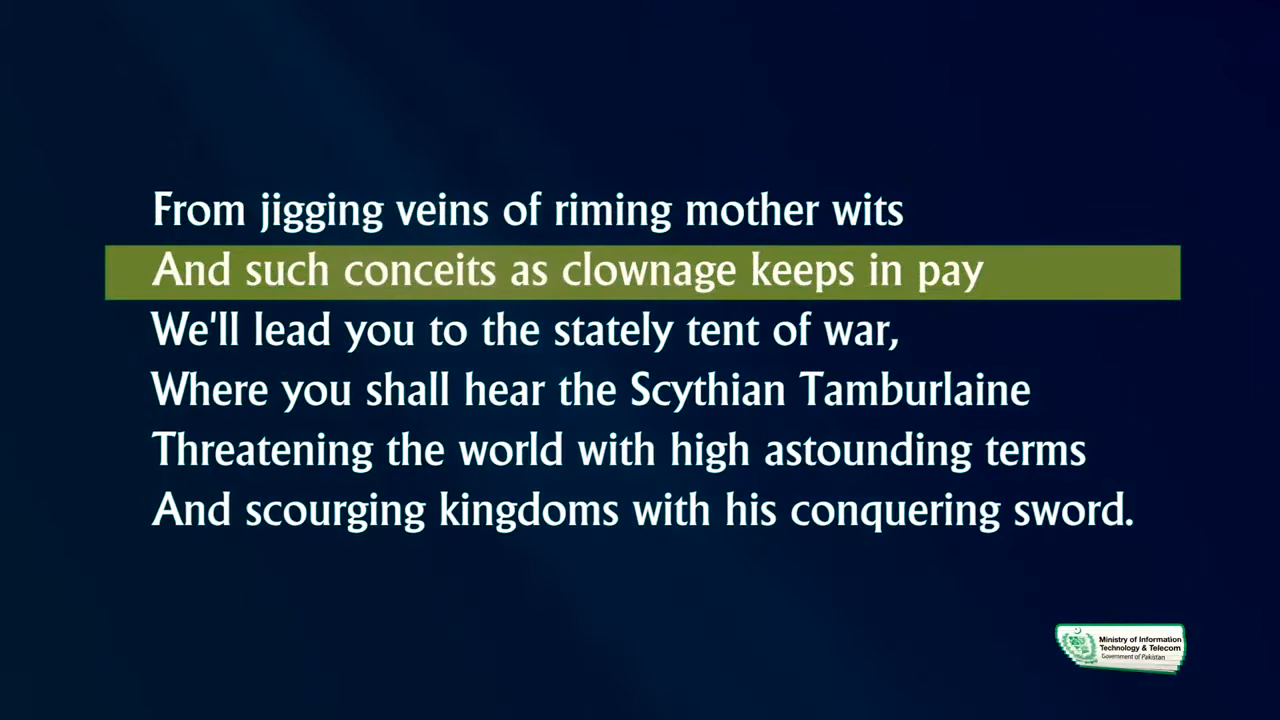 From jigging veins of riming mother wits
And such conceits as clownage keeps in pay
We'll lead you to the stately tent of war,
Where you shall hear the Scythian Tamburlaine
Threatening the world with high astounding terms
And scourging kingdoms with his conquering sword.
Ministry of Information
Technology & Telecom
Government of Pakistan